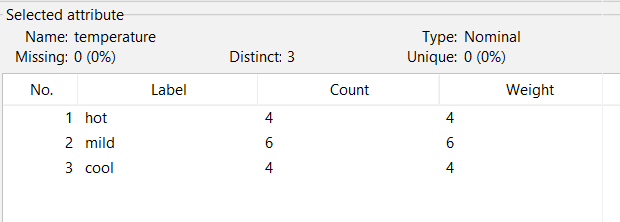 Selected attribute
Name: temperature Type: Nominal
Missing: 0 (0%) Distinct: 3 Unique: 0 (0%)
No. Label Count Weight
1 hot 4 4
2 mild 6 6
3 cool 4 4